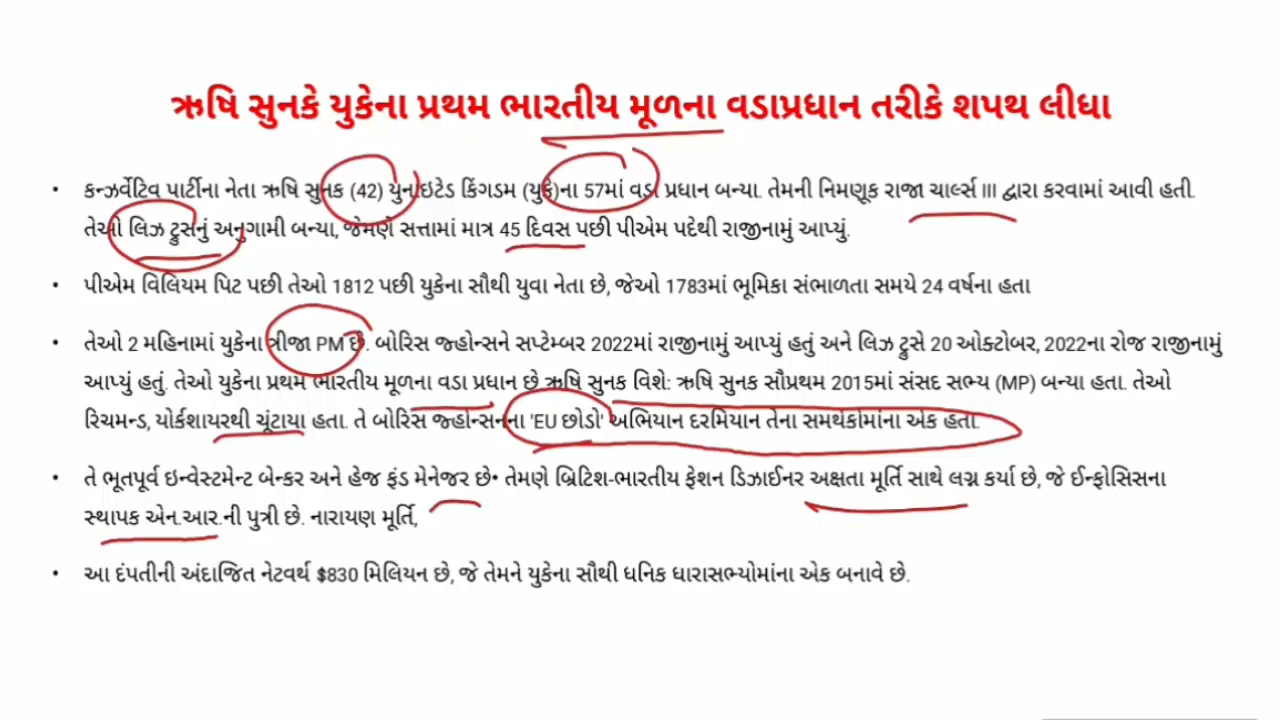 ઋષિ સુનકે યુકેના પ્રથમ ભારતીય મૂળના વડાપ્રધાન તરીકે શપથ લીધા
• કન્ઝર્વેટિવ પાર્ટીના નેતા ઋષિ સુનક (42) યુનાઇટેડ કિંગડમ (યુકે)ના 57માં વડા પ્રધાન બન્યા. તેમની નિમણૂક રાજા ચાર્લ્સ III દ્વારા કરવામાં આવી હતી.
તેઓ લિઝ ટ્રુસનું અનુગામી બન્યા, જેમણે સત્તામાં માત્ર 45 દિવસ પછી પીએમ પદેથી રાજીનામું આપ્યું.
• પીએમ વિલિયમ પિટ પછી તેઓ 1812 પછી યુકેના સૌથી યુવા નેતા છે, જેઓ 1783માં ભૂમિકા સંભાળતા સમયે 24 વર્ષના હતા
• તેઓ 2 મહિનામાં યુકેના ત્રીજા PM છે. બોરિસ જ્હોન્સને સપ્ટેમ્બર 2022માં રાજીનામું આપ્યું હતું અને લિઝ ટ્રુસે 20 ઓક્ટોબર, 2022ના રોજ રાજીનામું
આપ્યું હતું. તેઓ યુકેના પ્રથમ ભારતીય મૂળના વડા પ્રધાન છે ઋષિ સુનક વિશે: ઋષિ સુનક સૌપ્રથમ 2015માં સંસદ સભ્ય (MP) બન્યા હતા. તેઓ
રિચમન્ડ, યોર્કશાયરથી ચૂંટાયા હતા. તે બોરિસ જ્હોન્સનના 'EU છોડો' અભિયાન દરમિયાન તેના સમર્થકોમાંના એક હતા.
• તે ભૂતપૂર્વ ઇન્વેસ્ટમેન્ટ બેન્કર અને હેજ ફંડ મેનેજર છે• તેમણે બ્રિટિશ-ભારતીય ફેશન ડિઝાઈનર અક્ષતા મૂર્તિ સાથે લગ્ન કર્યા છે, જે ઈન્ફોસિસના
સ્થાપક એન.આર.ની પુત્રી છે. નારાયણ મૂર્તિ,
• આ દંપતીની અંદાજિત નેટવર્થ $830 મિલિયન છે, જે તેમને યુકેના સૌથી ધનિક ધારાસભ્યોમાંના એક બનાવે છે.